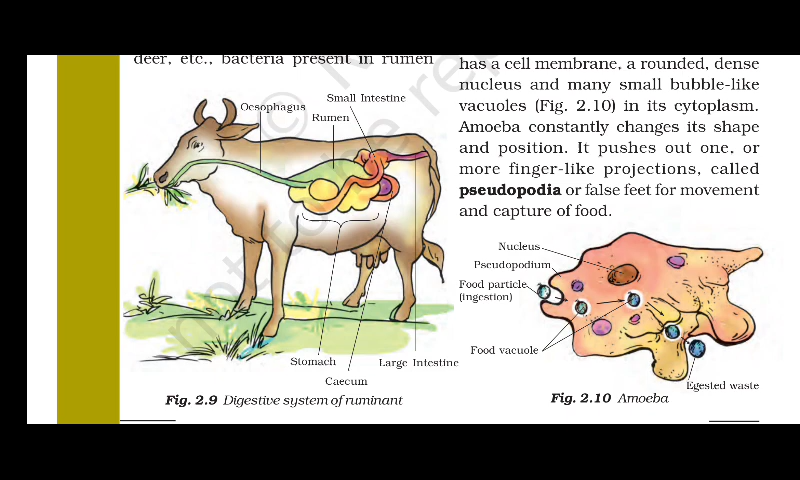 deer, etc., bacteria present in rumen
Oesophagus
Small Intestine
Rumen
Stomach
Caecum
Large Intestine
Fig. 2.9 Digestive system of ruminant
has a cell membrane, a rounded, dense
nucleus and many small bubble-like
vacuoles (Fig. 2.10) in its cytoplasm.
Amoeba constantly changes its shape
and position. It pushes out one, or
more finger-like projections, called
pseudopodia or false feet for movement
and capture of food.
Nucleus
Pseudopodium
Food particle
(ingestion)
Food vacuole
Egested waste
Fig. 2.10 Amoeba